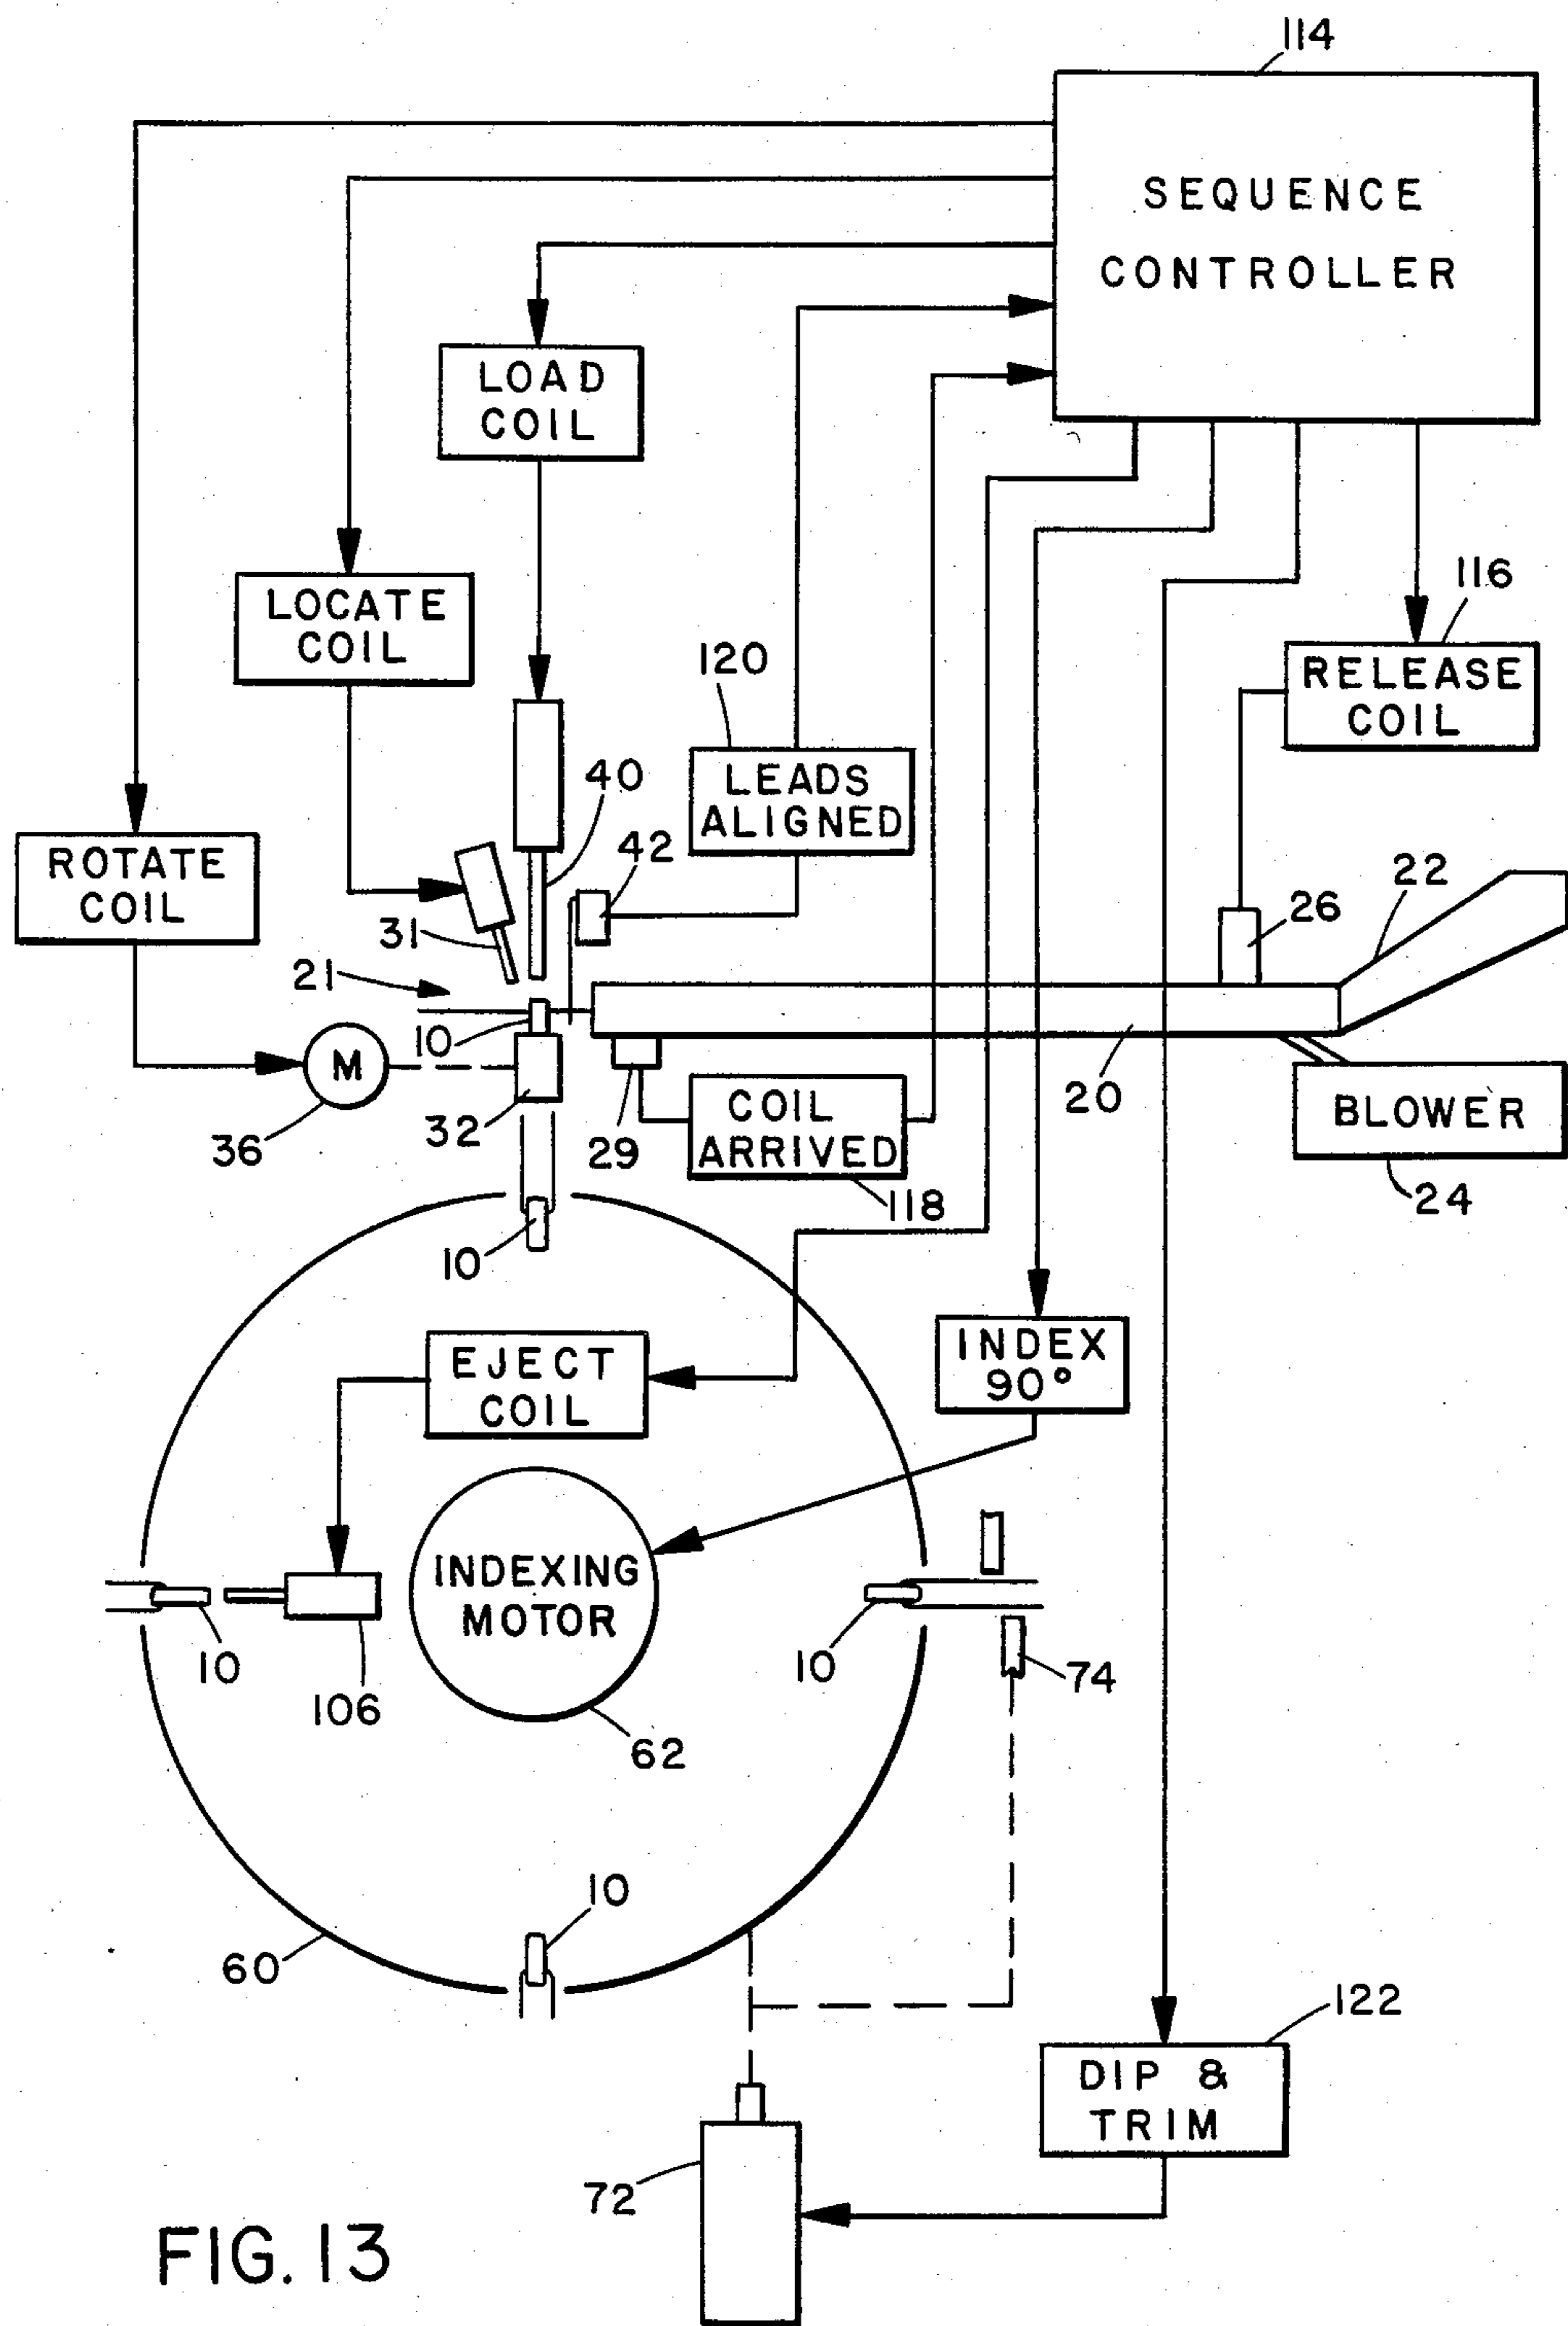 114
SEQUENCE
CONTROLLER
LOAD
COIL
LOCATE
COIL
116
RELEASE
COIL
120
LEADS
ALIGNED
40
42
ROTATE
COIL
31
22
26
21
10
M
36
32
29
COIL
ARRIVED
118
20
BLOWER
24
10
EJECT
COIL
INDEX
90°
INDEXING
MOTOR
10
106
10
74
62
10
60
122
DIP &
TRIM
72
FIG. 13